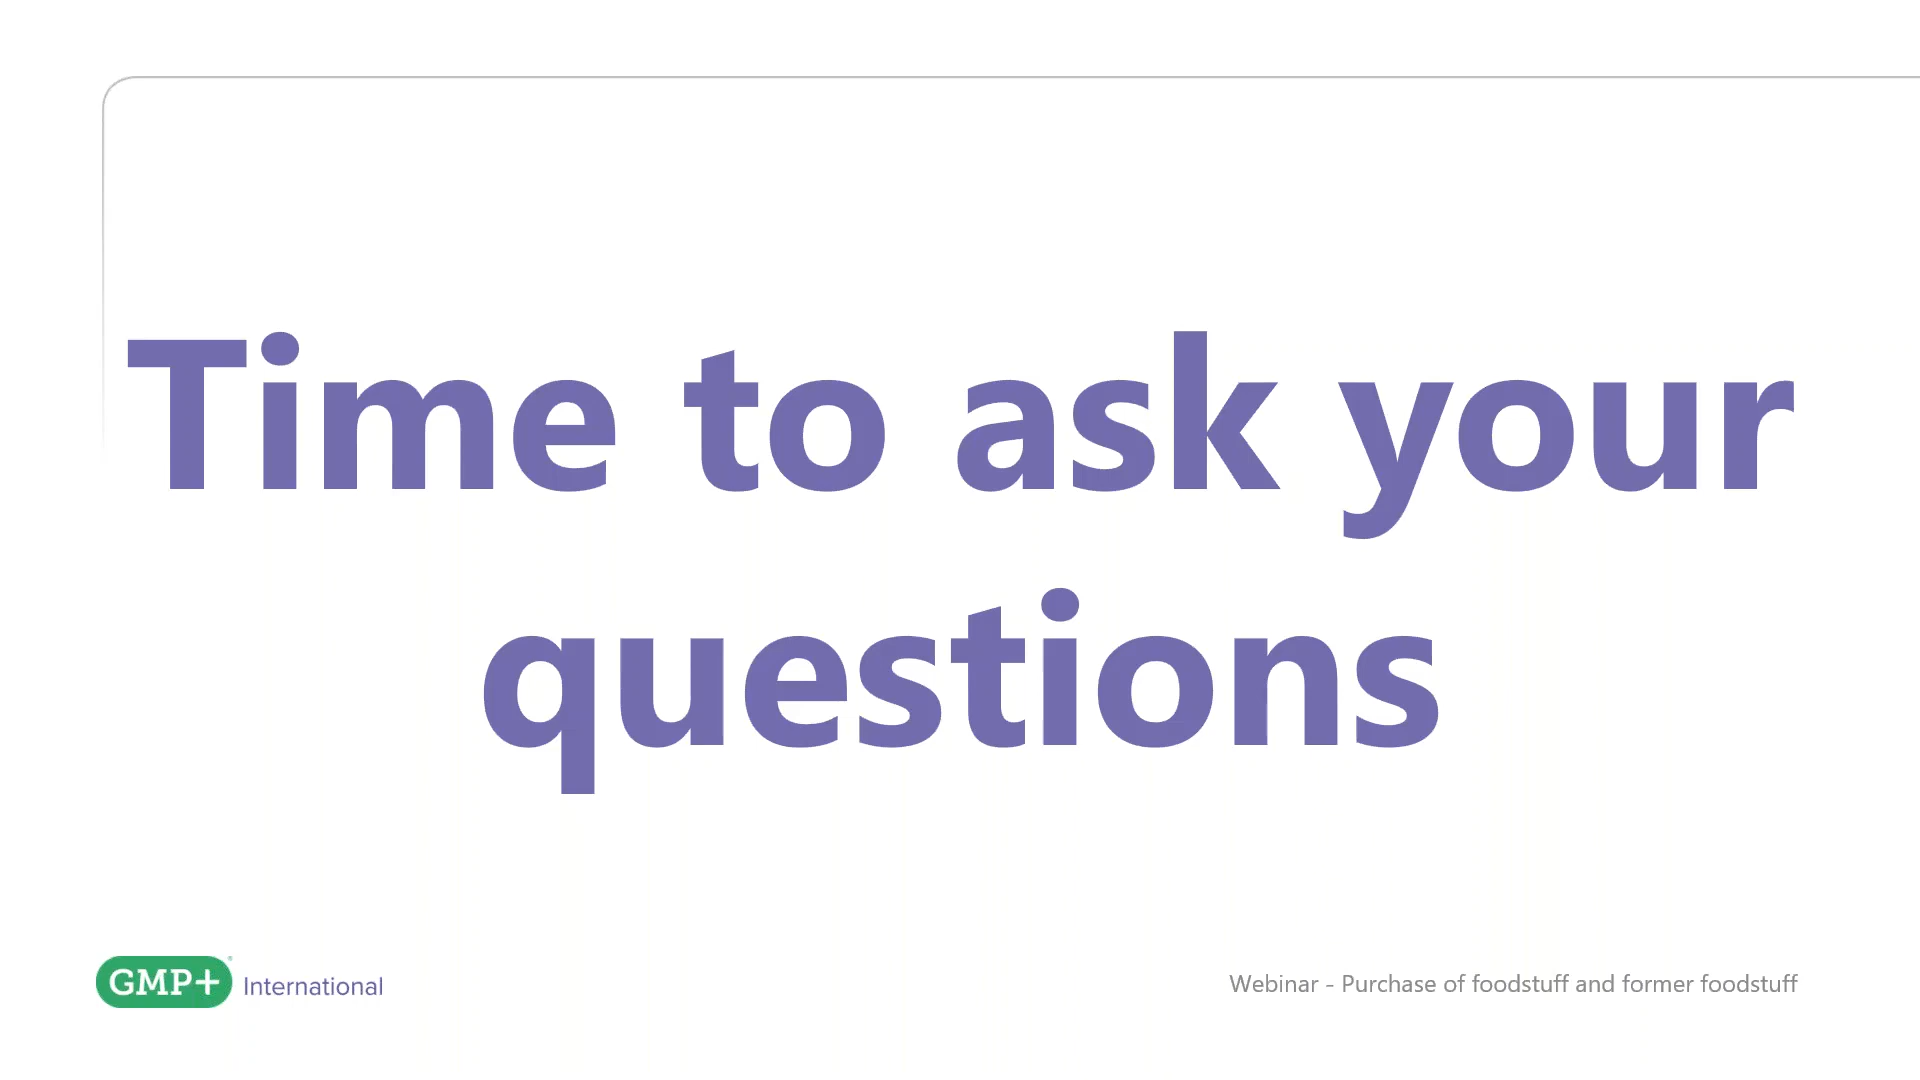 Time to ask your
questions
GMP+ International
Webinar - Purchase of foodstuff and former foodstuff